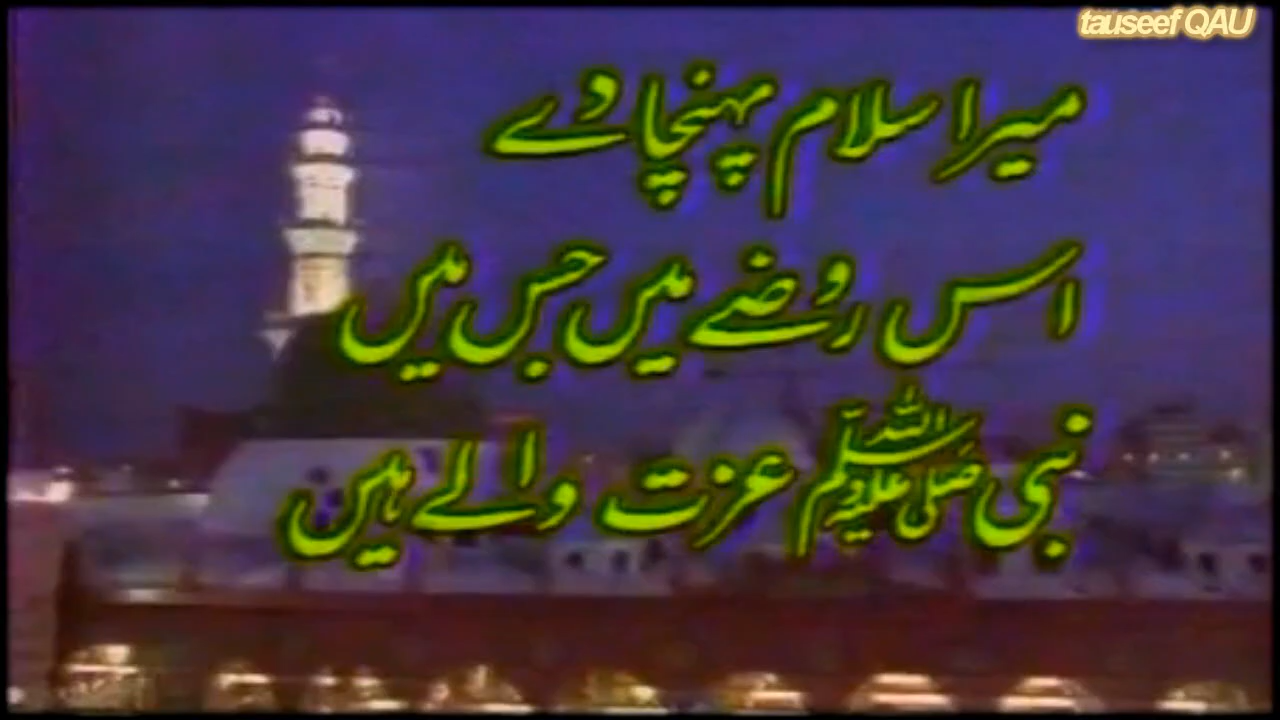 tauseef QAU
میرا سلام پہنچا دے
اس روضے میں جس میں
نبی صلی اللہ علیہ وسلم عزت والے ہیں